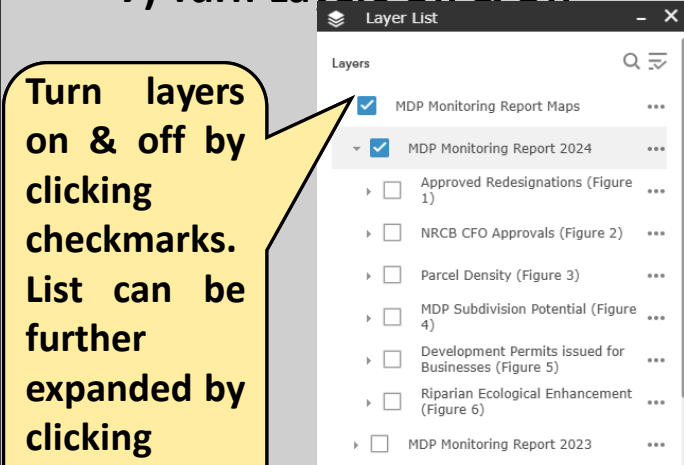 Layer List
Layers
Turn layers
on & off by
clicking
checkmarks.
List can be
further
expanded by
clicking
MDP Monitoring Report Maps
MDP Monitoring Report 2024
Approved Redesignations (Figure
1)
NRCB CFO Approvals (Figure 2)
Parcel Density (Figure 3)
MDP Subdivision Potential (Figure
4)
Development Permits issued for
Businesses (Figure 5)
Riparian Ecological Enhancement
(Figure 6)
MDP Monitoring Report 2023